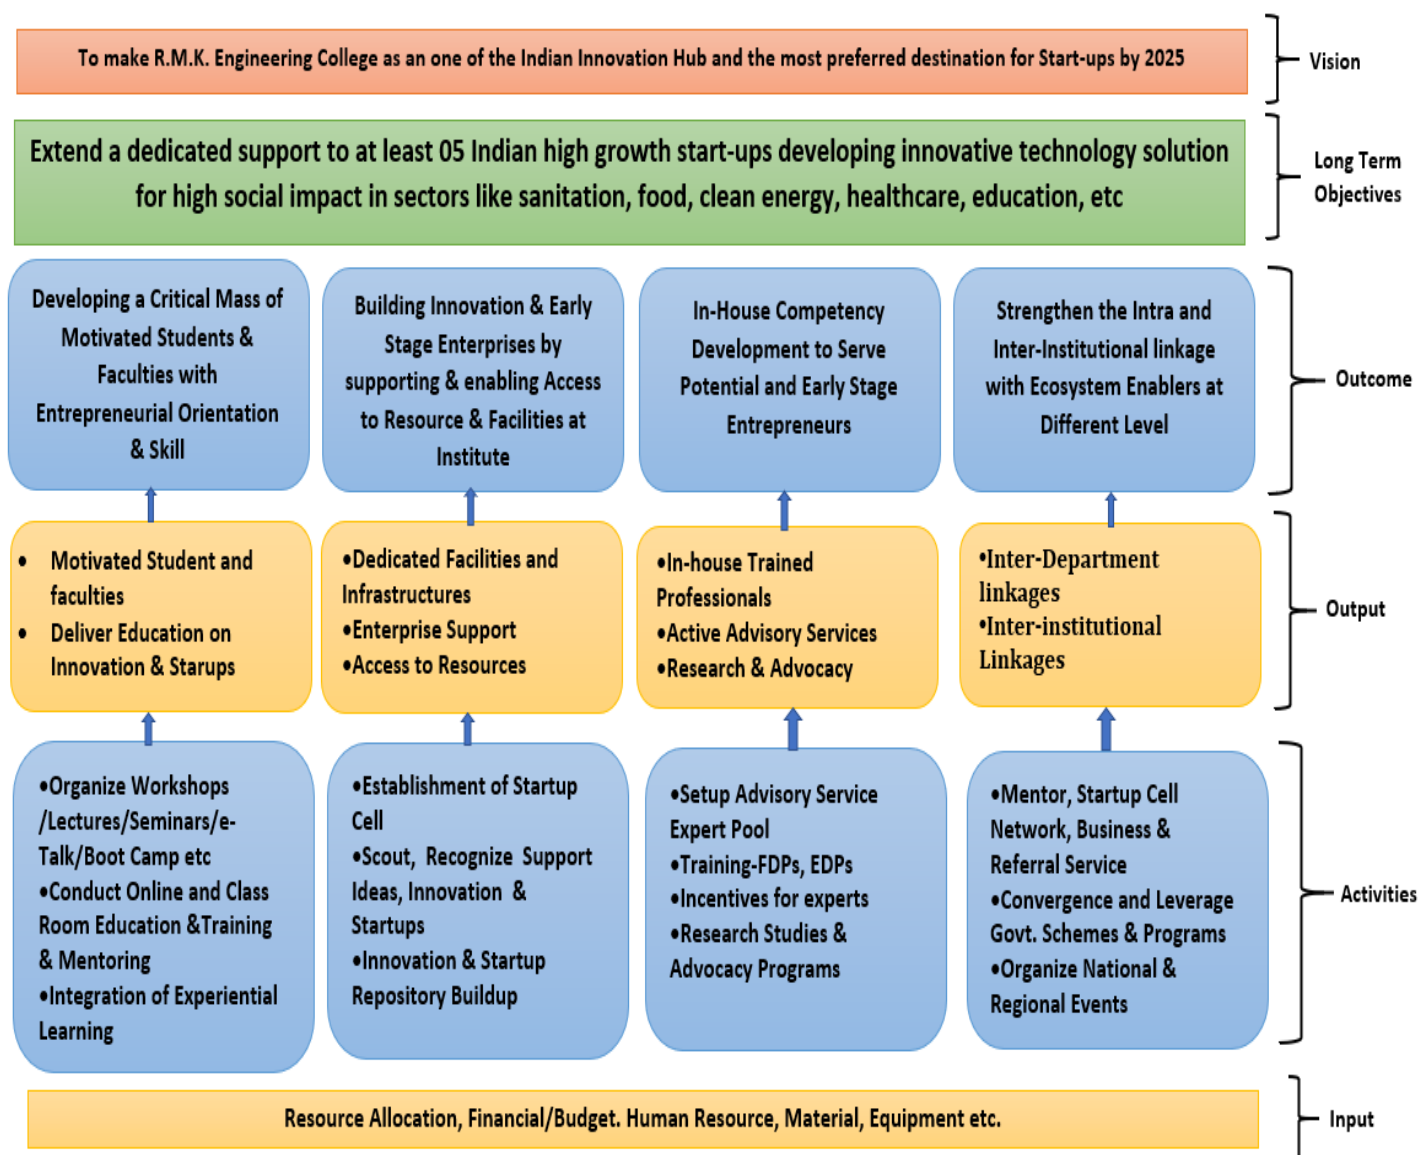 To make R.M.K. Engineering College as an one of the Indian Innovation Hub and the most preferred destination for Start-ups by 2025
Vision
Extend a dedicated support to at least 05 Indian high growth start-ups developing innovative technology solution
for high social impact in sectors like sanitation, food, clean energy, healthcare, education, etc
Long Term
Objectives
Developing a Critical Mass of
Motivated Students &
Faculties with
Entrepreneurial Orientation
& Skill
Building Innovation & Early
Stage Enterprises by
supporting & enabling Access
to Resource & Facilities at
Institute
In-House Competency
Development to Serve
Potential and Early Stage
Entrepreneurs
Strengthen the Intra and
Inter-Institutional linkage
with Ecosystem Enablers at
Different Level
Outcome
• Motivated Student and
faculties
• Deliver Education on
Innovation & Starups
•Dedicated Facilities and
Infrastructures
•Enterprise Support
•Access to Resources
•In-house Trained
Professionals
•Active Advisory Services
•Research & Advocacy
•Inter-Department
linkages
•Inter-institutional
Linkages
Output
•Organize Workshops
/Lectures/Seminars/e-
Talk/Boot Camp etc
•Conduct Online and Class
Room Education &Training
& Mentoring
•Integration of Experiential
Learning
•Establishment of Startup
Cell
•Scout, Recognize Support
Ideas, Innovation &
Startups
•Innovation & Startup
Repository Buildup
•Setup Advisory Service
Expert Pool
•Training-FDPs, EDPs
•Incentives for experts
•Research Studies &
Advocacy Programs
•Mentor, Startup Cell
Network, Business &
Referral Service
•Convergence and Leverage
Govt. Schemes & Programs
•Organize National &
Regional Events
Activities
Resource Allocation, Financial/Budget. Human Resource, Material, Equipment etc.
Input